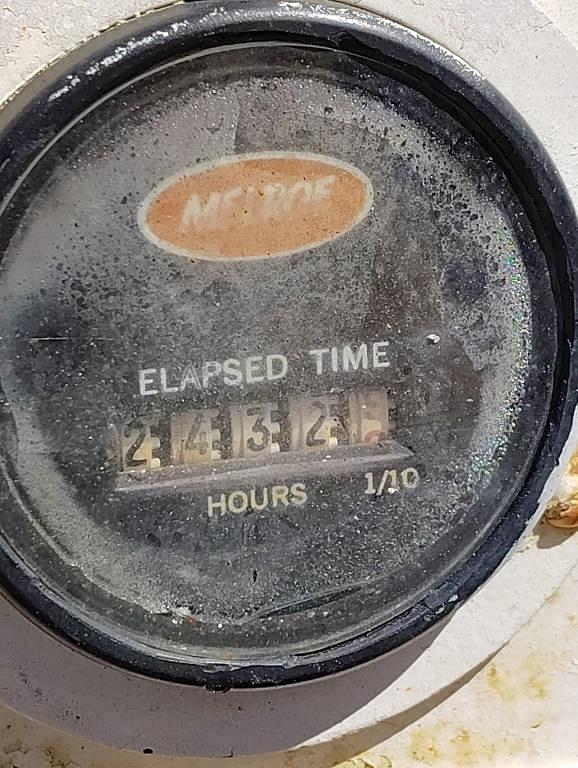 MELROE
ELAPSED TIME
2432
HOURS 1/10